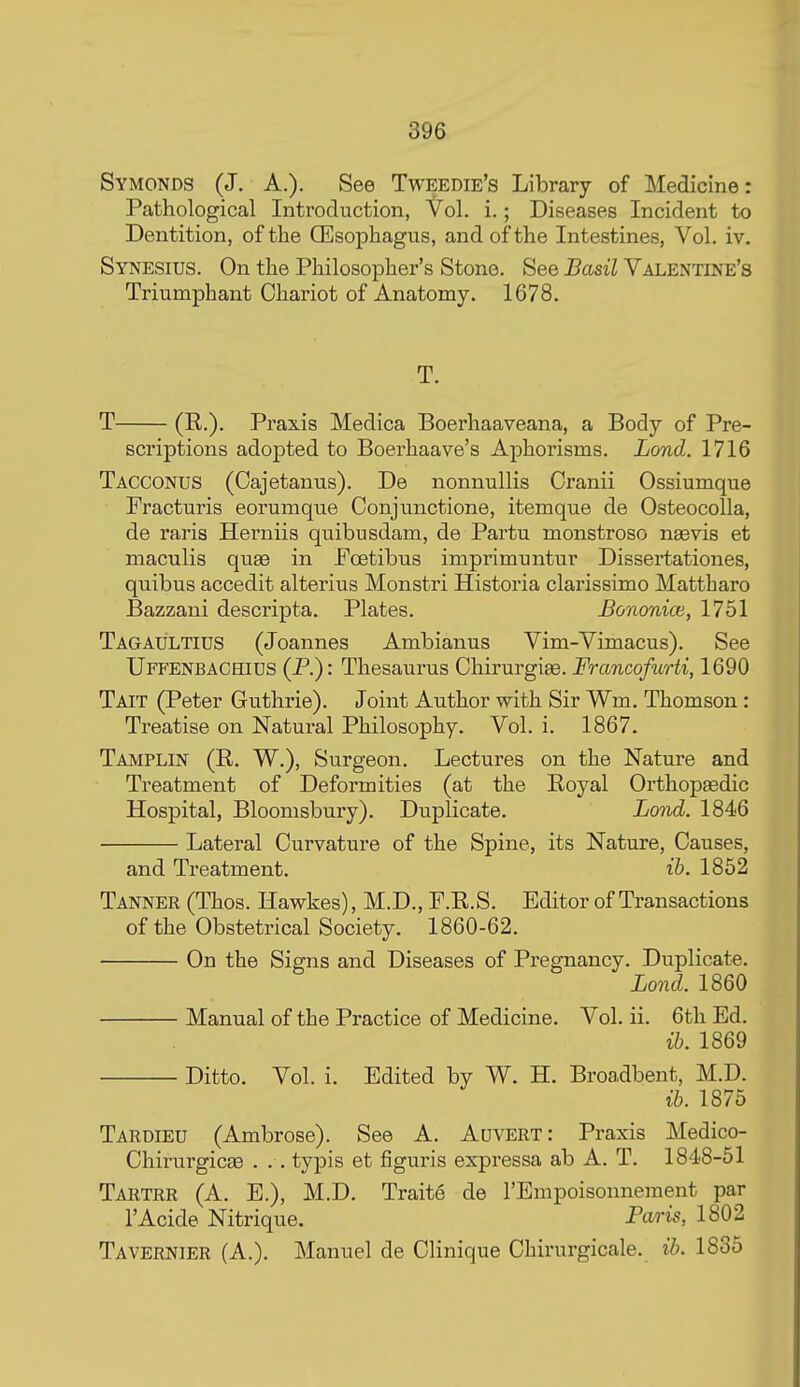 396
Symonds (J. A.). See Tweedie's Library of Medicine:
Pathological Introduction, Vol. i.; Diseases Incident to
Dentition, of the Œsophagus, and of the Intestines, Vol. iv.
Synesius. On the Philosopher's Stone. See Basil Valentine's
Triumphant Chariot of Anatomy. 1678.
T.
T—— (R.). Praxis Medica Boerhaaveana, a Body of Pre-
scriptions adopted to Boerhaave's Aphorisms. Lond. 1716
Tacconus (Cajetanus). De nonnullis Cranii Ossiumque
Fracturis eorumque Conjunctione, itemque de Osteocolla,
de raris Herniis quibusdam, de Partu monstroso nævis et
maculis quæ in Fœtibus imprimuntur Dissertationes,
quibus accedit alterius Monstri Historia clarissimo Mattharo
Bazzani descripta. Plates. Bononiæ, 1751
Tagaultius (Joannes Ambianus Vim-Vimacus). See
Uffenbachius (P.): Thesaurus Chirurgiæ. Francofurti, 1690
Tait (Peter Guthrie). Joint Author with Sir Wm. Thomson:
Treatise on Natural Philosophy. Vol. i. 1867.
Tamplin (R. W.), Surgeon. Lectures on the Nature and
Treatment of Deformities (at the Royal Orthopædic
Hospital, Bloomsbury). Duplicate. Lond. 1846
——— Lateral Curvature of the Spine, its Nature, Causes,
and Treatment. ib. 1852
Tanner (Thos. Hawkes), M.D., F.R.S. Editor of Transactions
of the Obstetrical Society. 1860-62.
——— On the Signs and Diseases of Pregnancy. Duplicate.
Lond. 1860
——— Manual of the Practice of Medicine. Vol. ii. 6th Ed.
ib. 1869
——— Ditto. Vol. i. Edited by W. H. Broadbent, M.D.
ib. 1875
Tardieu (Ambrose). See A. Auvert: Praxis Medico-
Chirurgicæ . . . typis et figuris expressa ab A. T. 1848-51
Tartrr (A. E.), M.D. Traité de l'Empoisonnement par
l'Acide Nitrique. Paris, 1802
Tavernier (A.). Manuel de Clinique Chirurgicale. ib. 1835